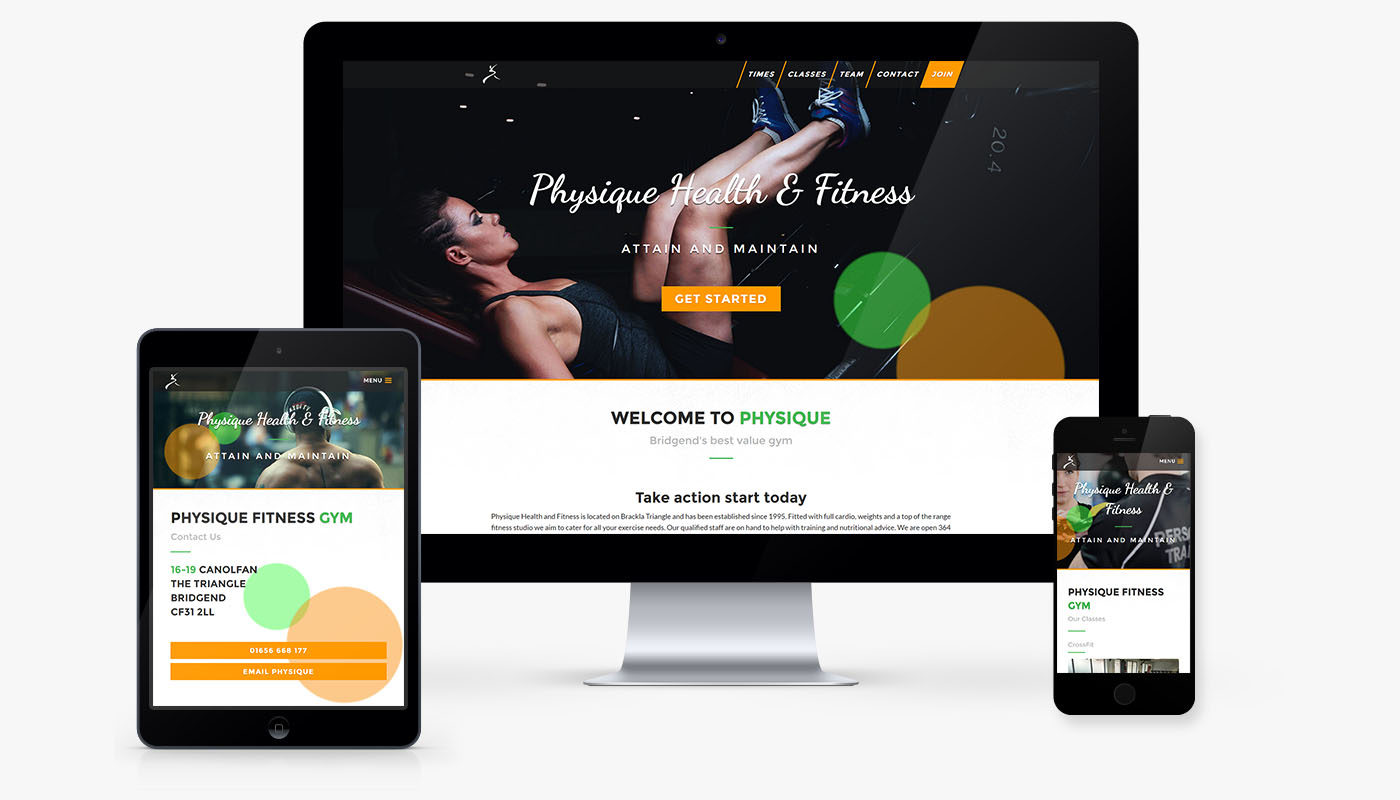 TIMES CLASSES TEAM CONTACT JOIN
20.4
Physique Health & Fitness
ATTAIN AND MAINTAIN
GET STARTED
WELCOME TO PHYSIQUE
Bridgend's best value gym
Take action start today
Physique Health and Fitness is located on Brackla Triangle and has been established since 1995. Fitted with full cardio, weights and a top of the range
fitness studio we aim to cater for all your exercise needs. Our qualified staff are on hand to help with training and nutritional advice. We are open 364
MENU
Physique Health & Fitness
ATTAIN AND MAINTAIN
PHYSIQUE FITNESS GYM
Contact Us
16-19 CANOLFAN
THE TRIANGLE
BRIDGEND
CF31 2LL
01656 668 177
EMAIL PHYSIQUE
MENU
Physique Health &
Fitness
ATTAIN AND MAINTAIN
PERSO
TRA
PHYSIQUE FITNESS
GYM
Our Classes
CrossFit